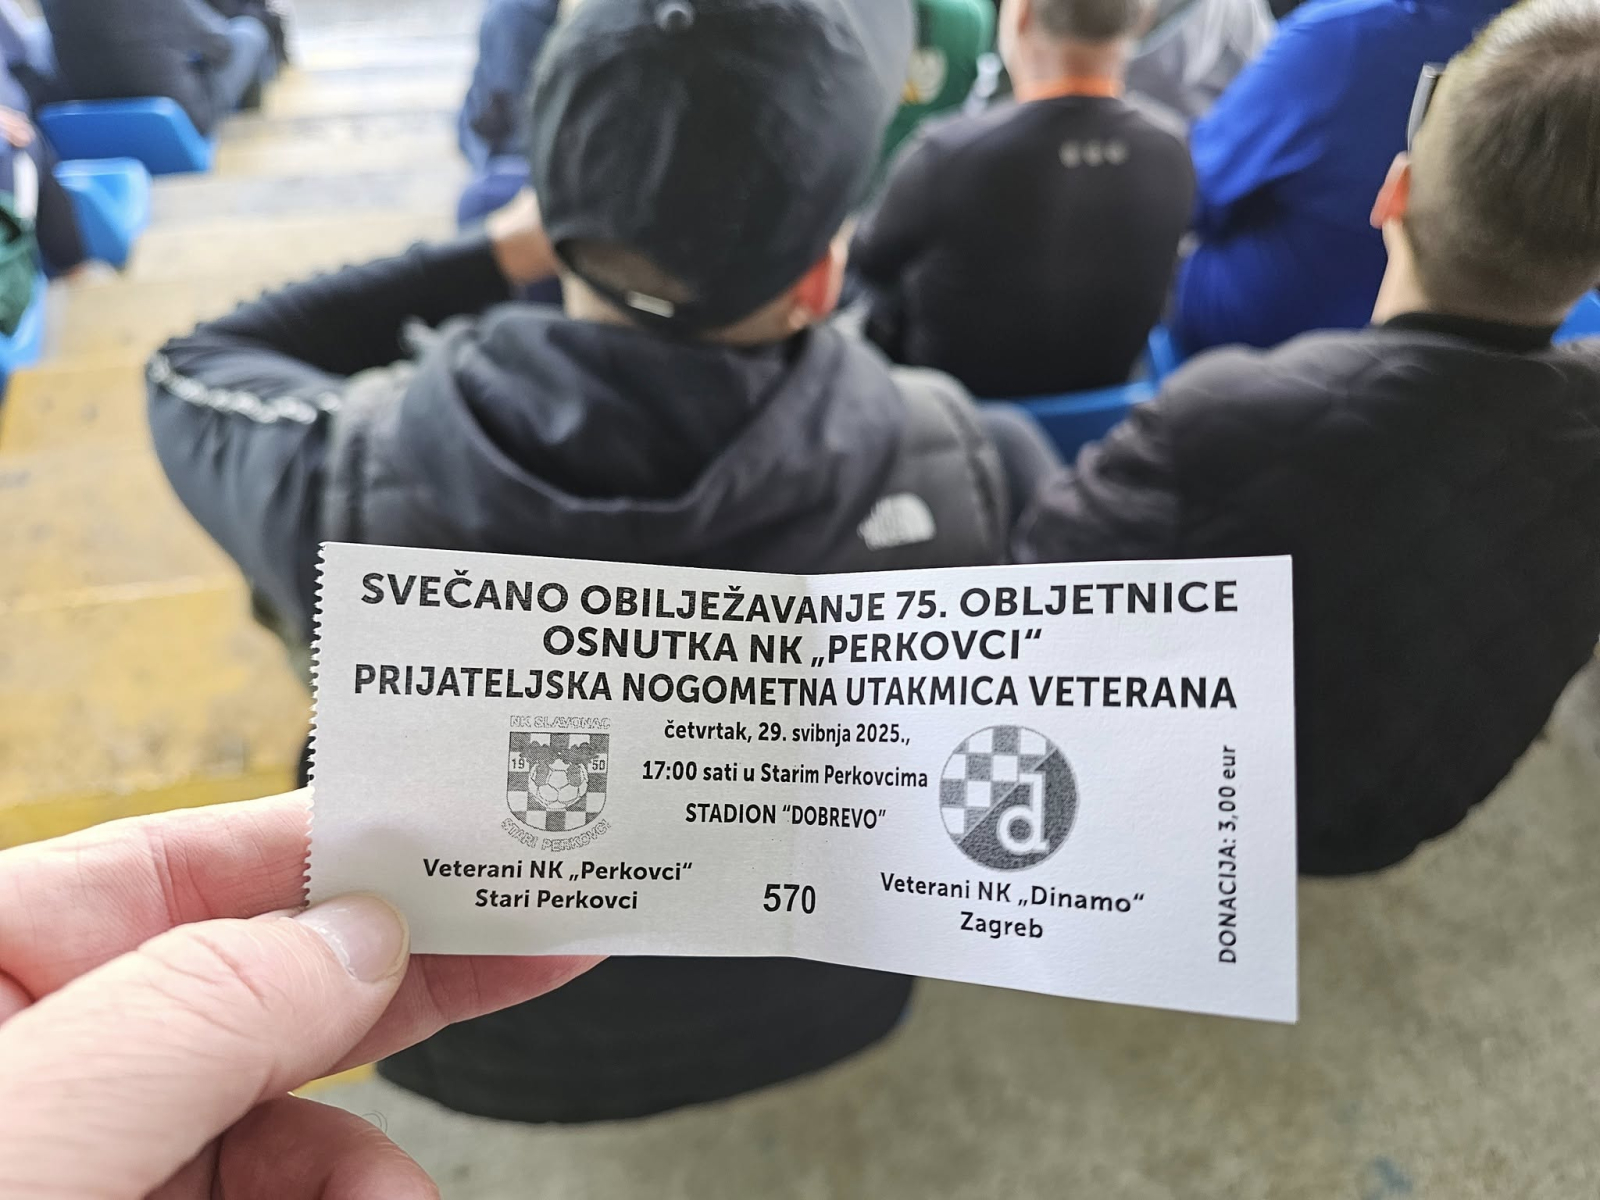 SVEČANO OBILJEŽAVANJE 75. OBLJETNICE
OSNUTKA NK „PERKOVCI“
PRIJATELJSKA NOGOMETNA UTAKMICA VETERANA
NK SLAVONAC
19 50
STARI PERKOVCI
četvrtak, 29. svibnja 2025.,
17:00 sati u Starim Perkovcima
STADION “DOBREVO”
d
Veterani NK „Perkovci“
Stari Perkovci
570
Veterani NK „Dinamo“
Zagreb
DONACIJA: 3,00 eur